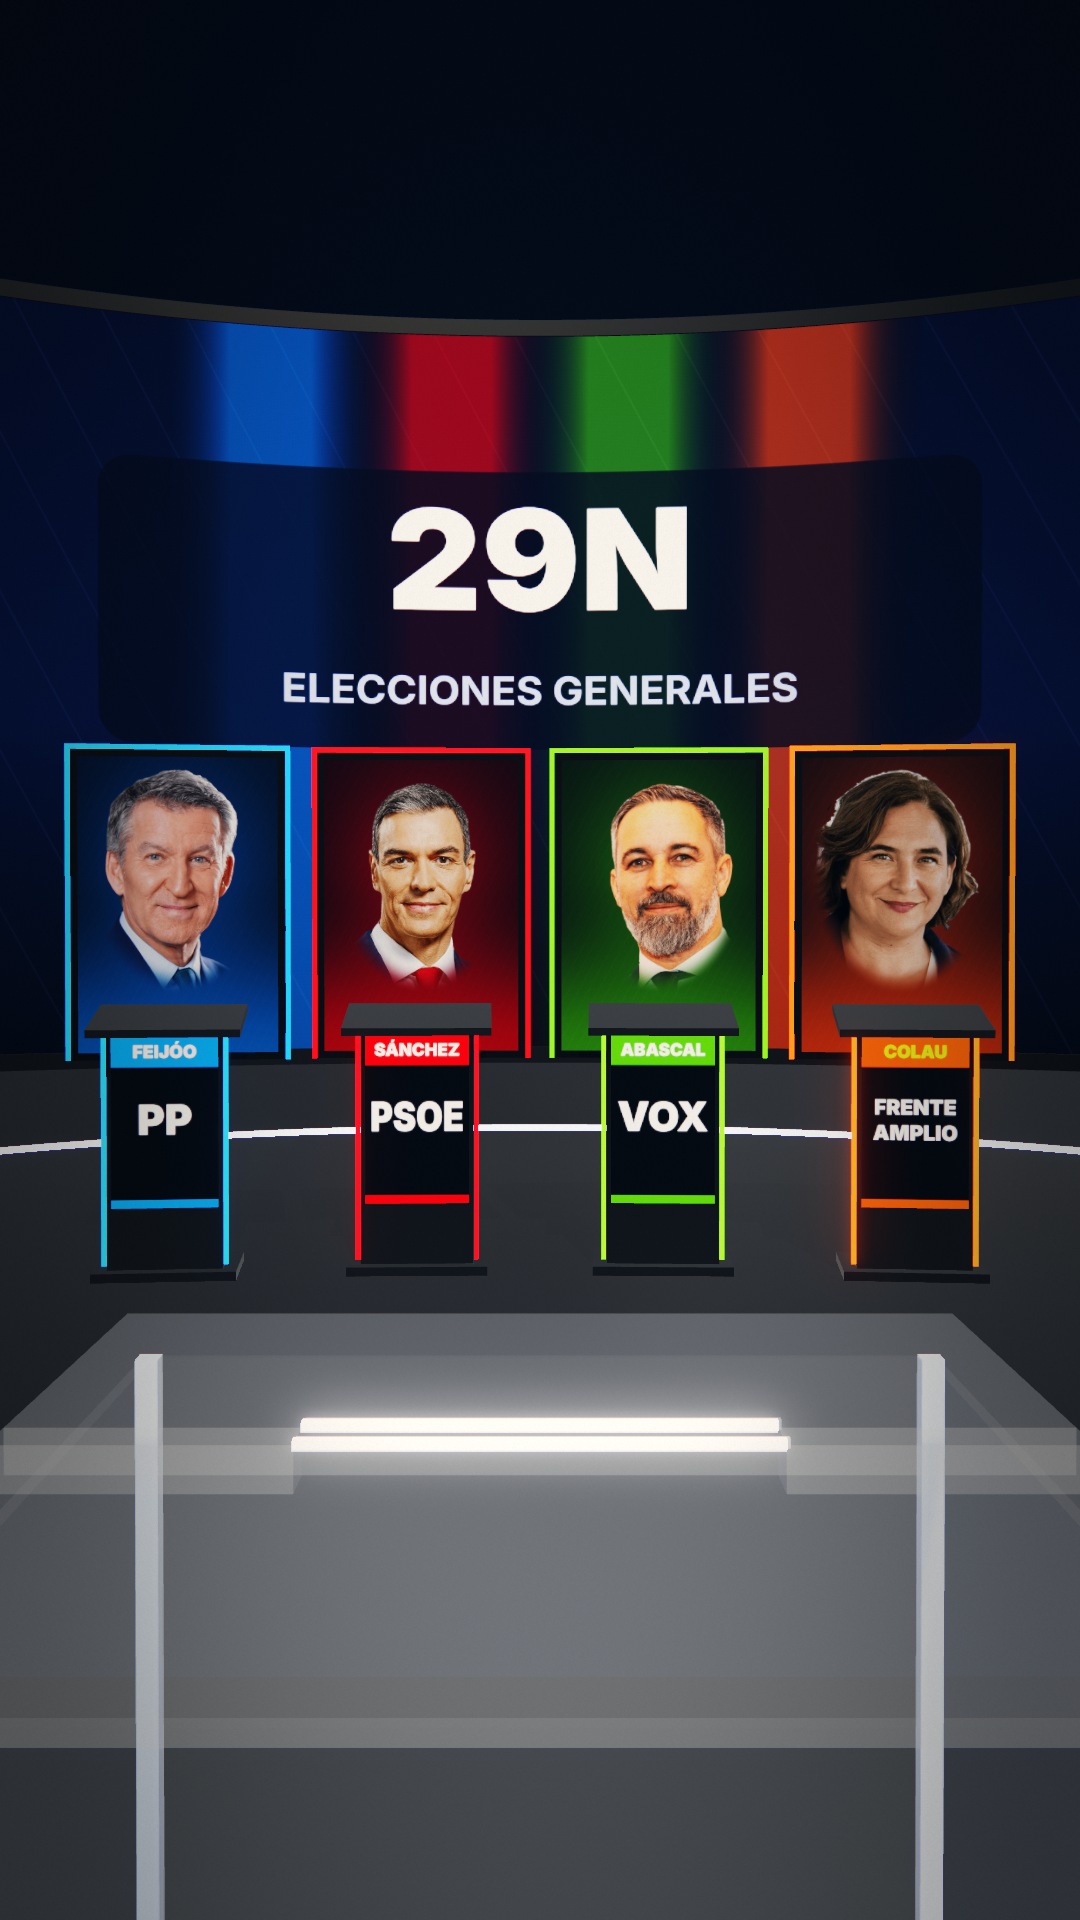 29N
ELECCIONES GENERALES
FEIJÓO
SÁNCHEZ
ABASCAL
COLAU
PP
PSOE
VOX
FRENTE
AMPLIO